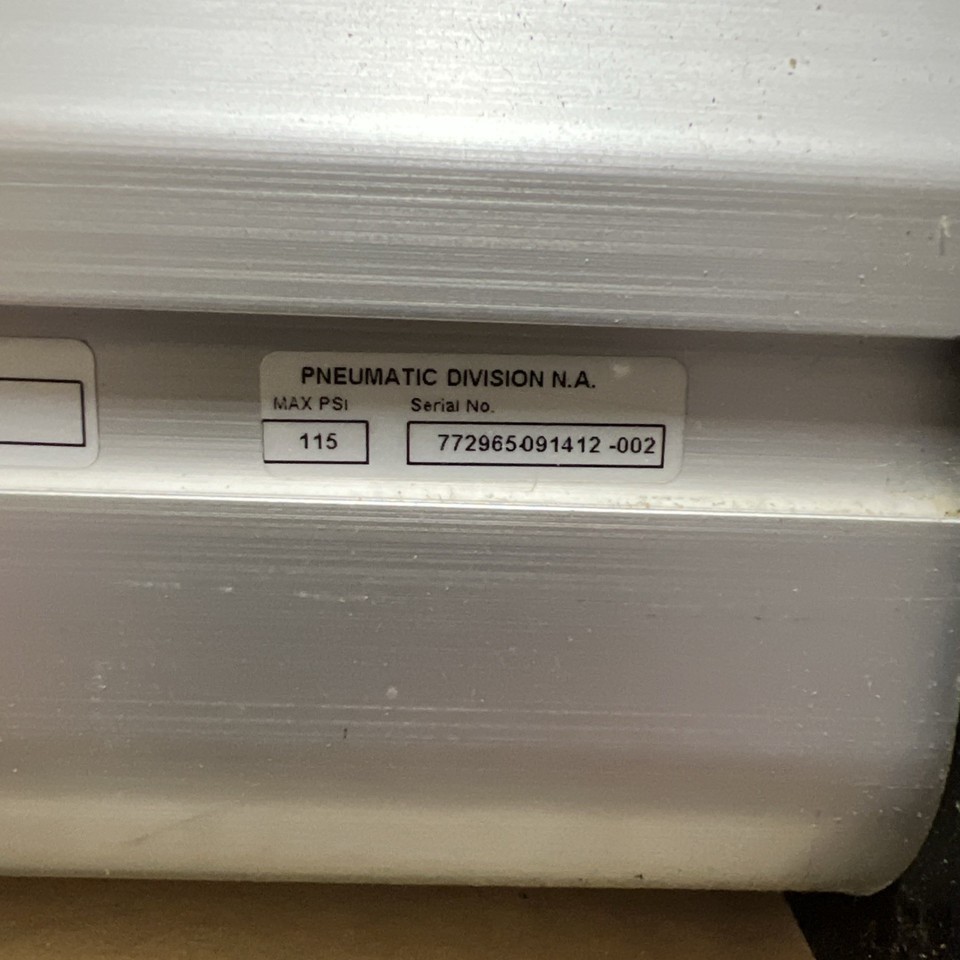 PNEUMATIC DIVISION N.A.
MAX PSI Serial No.
115 772965-091412 -002